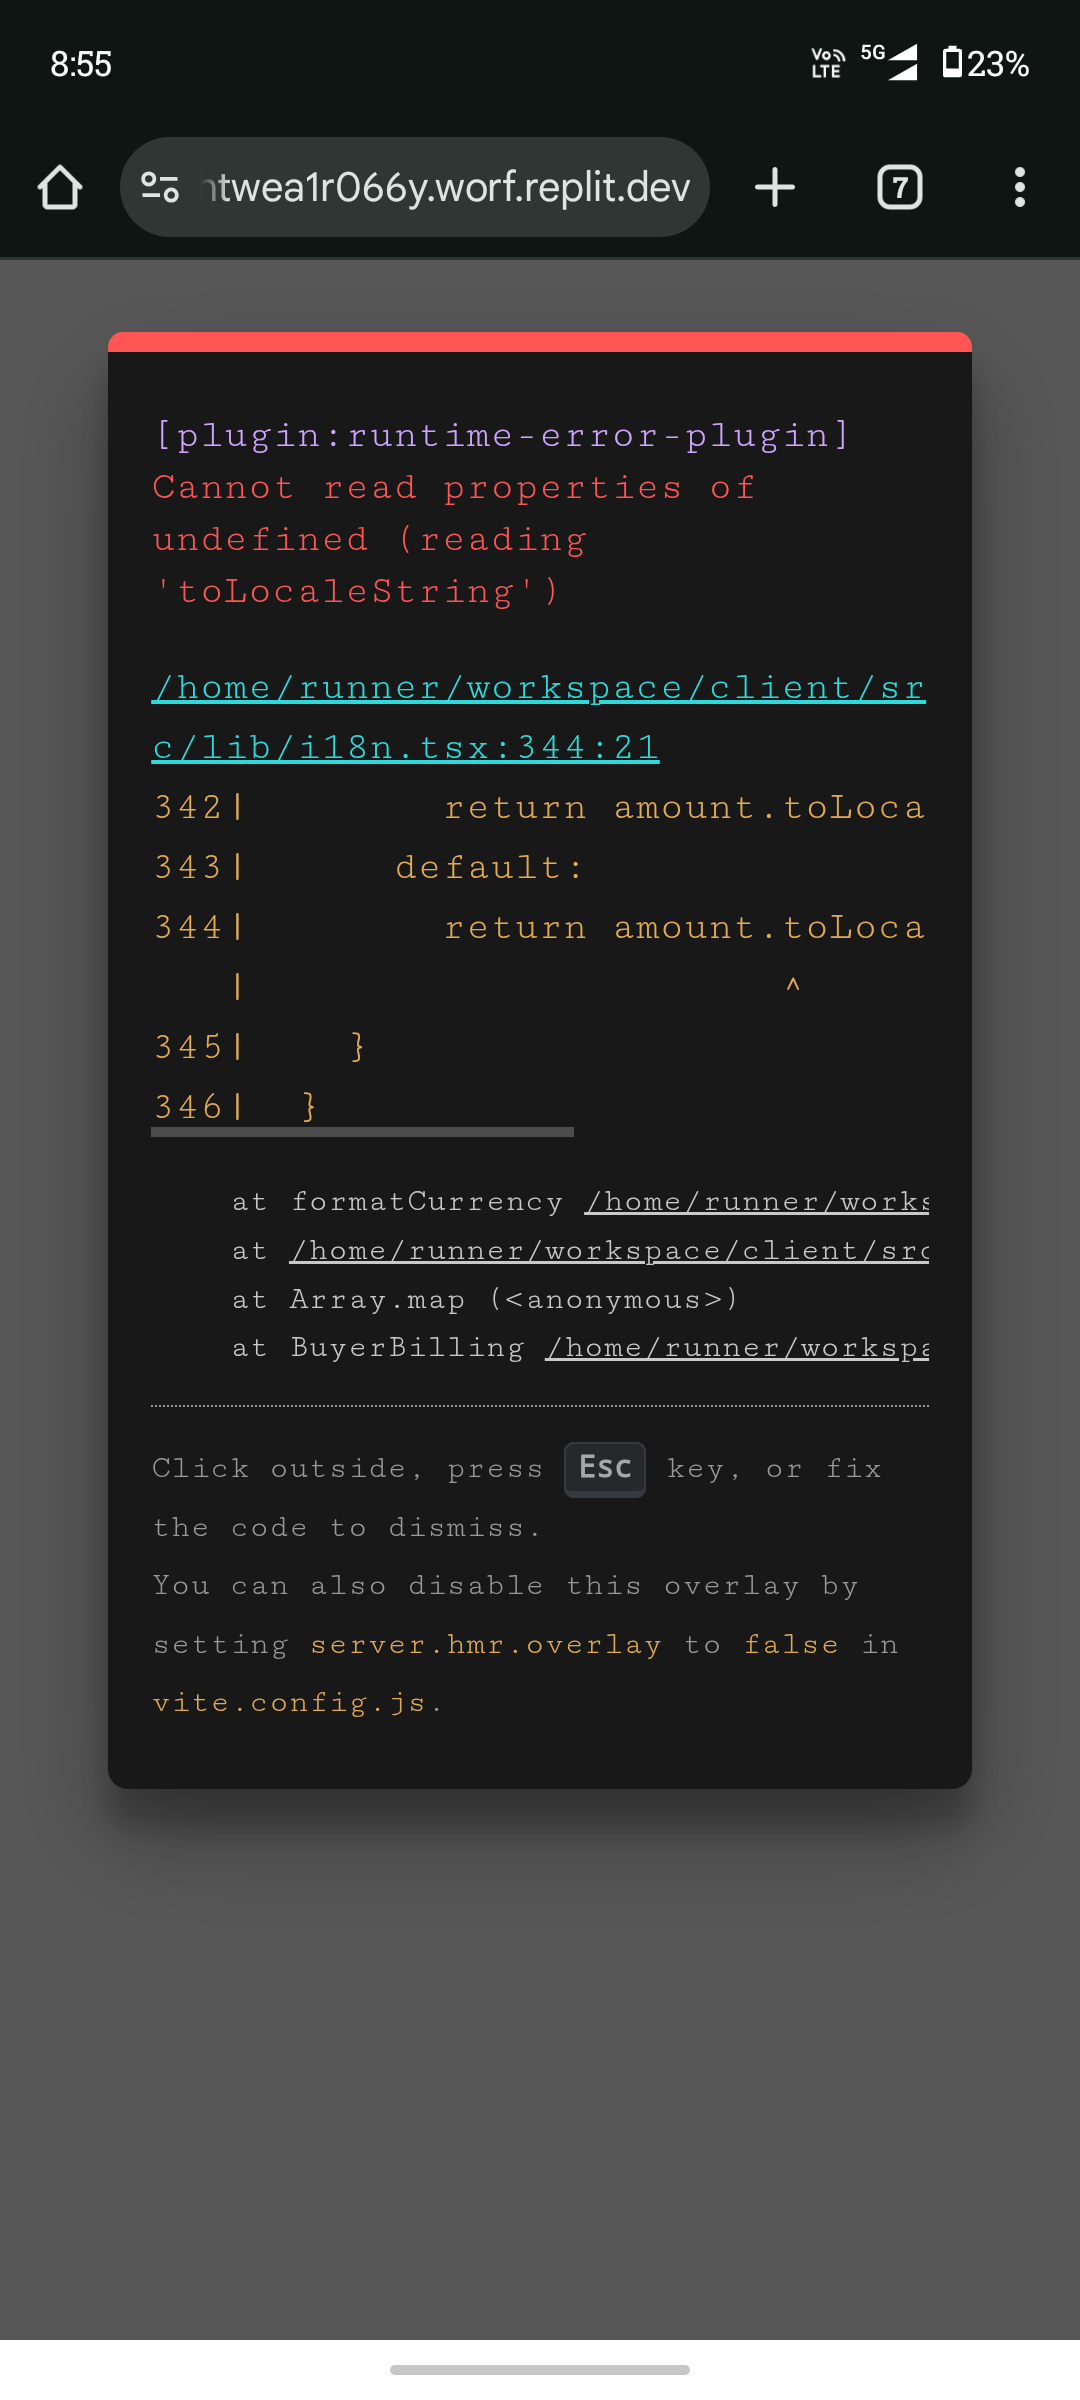 8:55
Vo
LTE
5G
23%
ntwea1r066y.worf.replit.dev
7
[plugin:runtime-error-plugin]
Cannot read properties of
undefined (reading
'toLocaleString')
/home/runner/workspace/client/sr
c/lib/i18n.tsx:344:21
342|        return amount.toLoca
343|      default:
344|        return amount.toLoca
   |                      ^
345|    }
346|  }
at formatCurrency /home/runner/works
at /home/runner/workspace/client/src
at Array.map (<anonymous>)
at BuyerBilling /home/runner/workspa
Click outside, press Esc key, or fix
the code to dismiss.
You can also disable this overlay by
setting server.hmr.overlay to false in
vite.config.js.